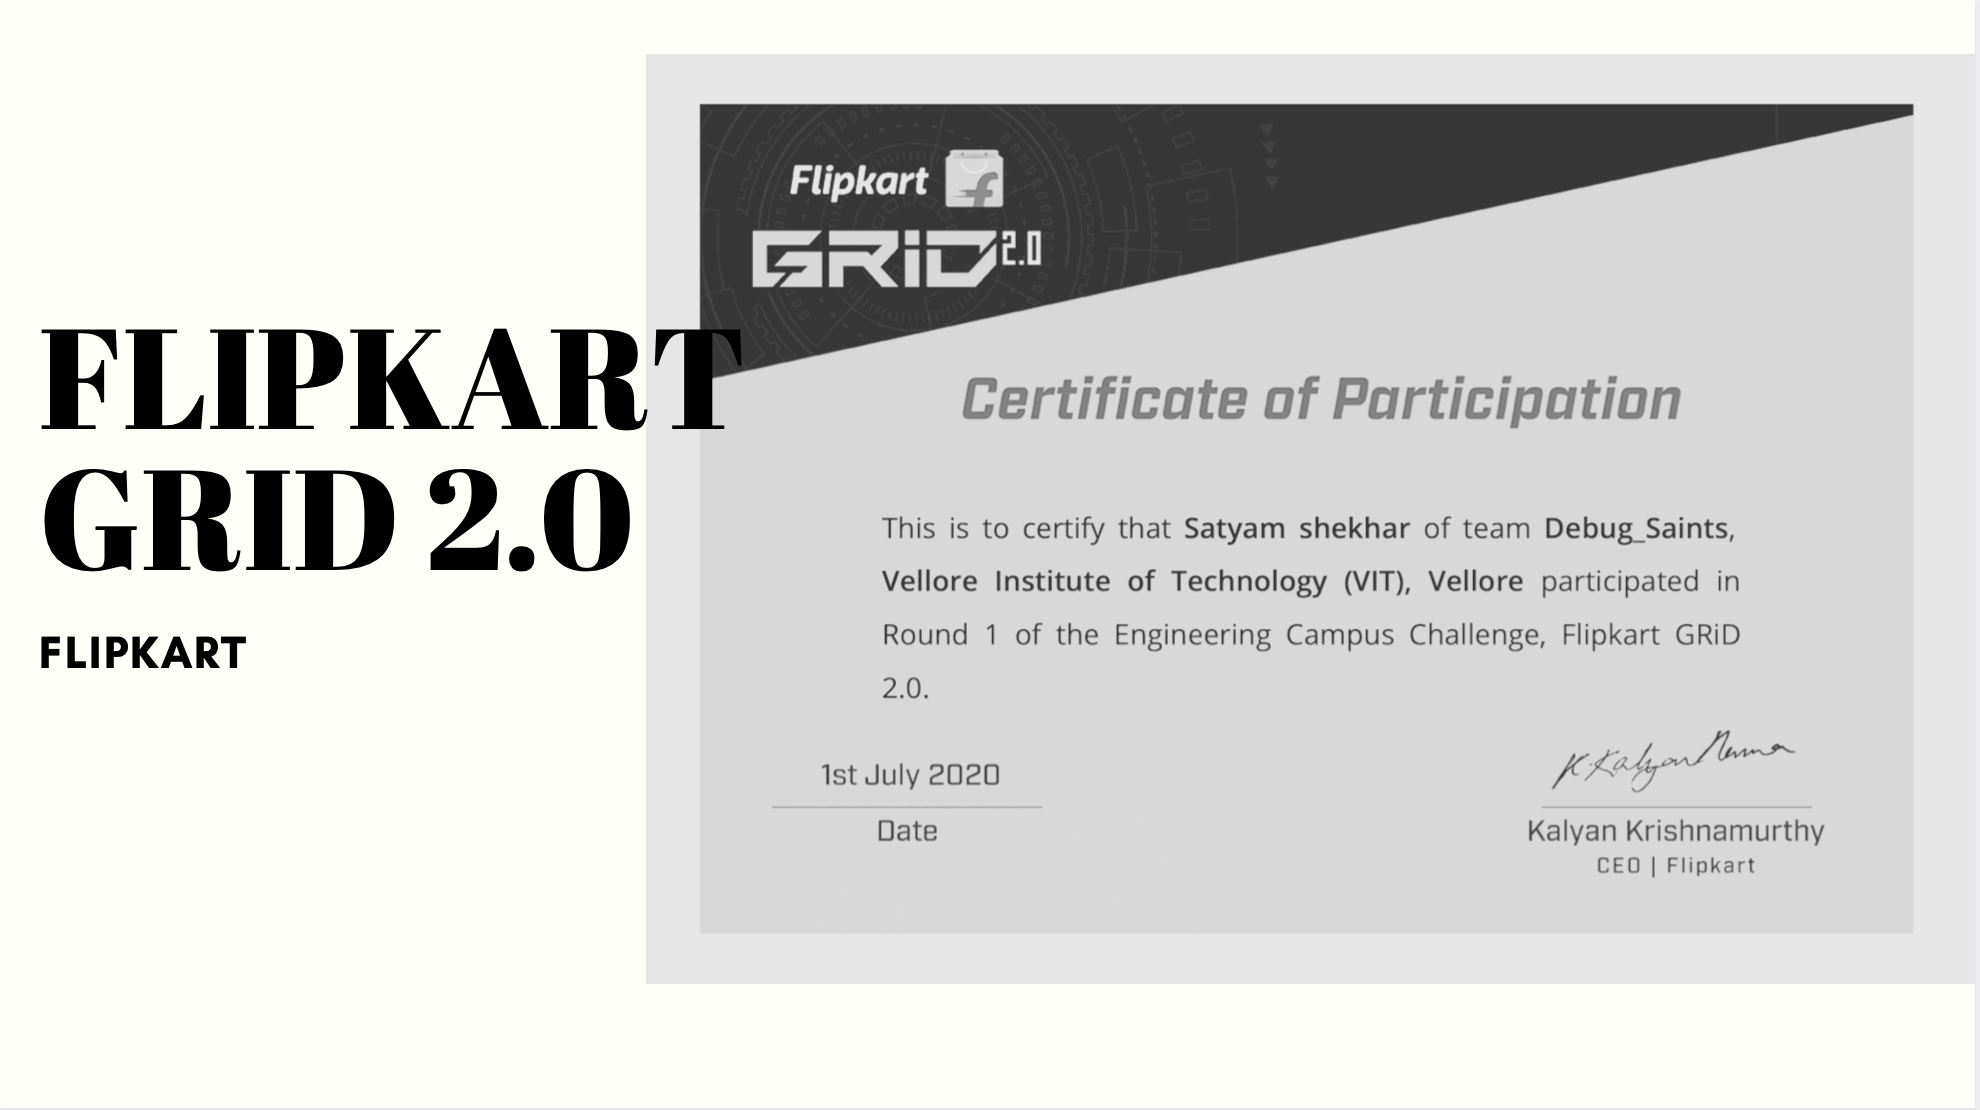 FLIPKART
GRID 2.0
FLIPKART
Flipkart
GRiD 2.0
Certificate of Participation
This is to certify that Satyam shekhar of team Debug_Saints,
Vellore Institute of Technology (VIT), Vellore participated in
Round 1 of the Engineering Campus Challenge, Flipkart GRiD
2.0.
1st July 2020
Date
Kalyan Krishnamurthy
CEO | Flipkart